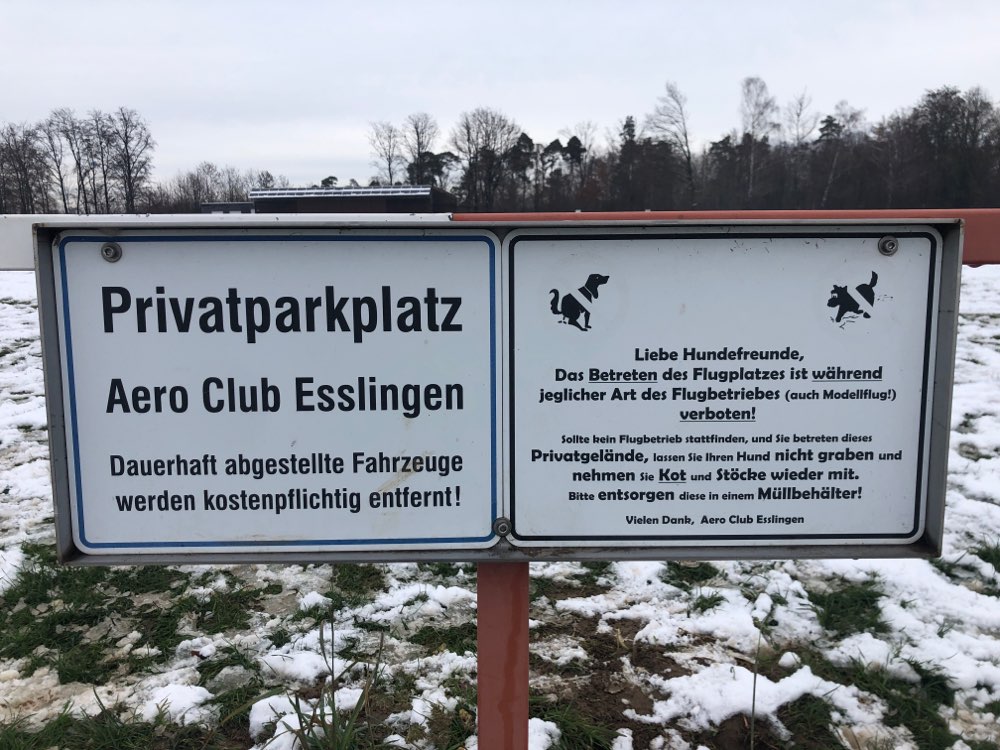 Privatparkplatz
Aero Club Esslingen
Dauerhaft abgestellte Fahrzeuge
werden kostenpflichtig entfernt!
Liebe Hundefreunde,
Das Betreten des Flugplatzes ist während
jeglicher Art des Flugbetriebes (auch Modellflug!)
verboten!
Sollte kein Flugbetrieb stattfinden, und Sie betreten dieses
Privatgelände, lassen Sie Ihren Hund nicht graben und
nehmen Sie Kot und Stöcke wieder mit.
Bitte entsorgen diese in einem Müllbehälter!
Vielen Dank, Aero Club Esslingen